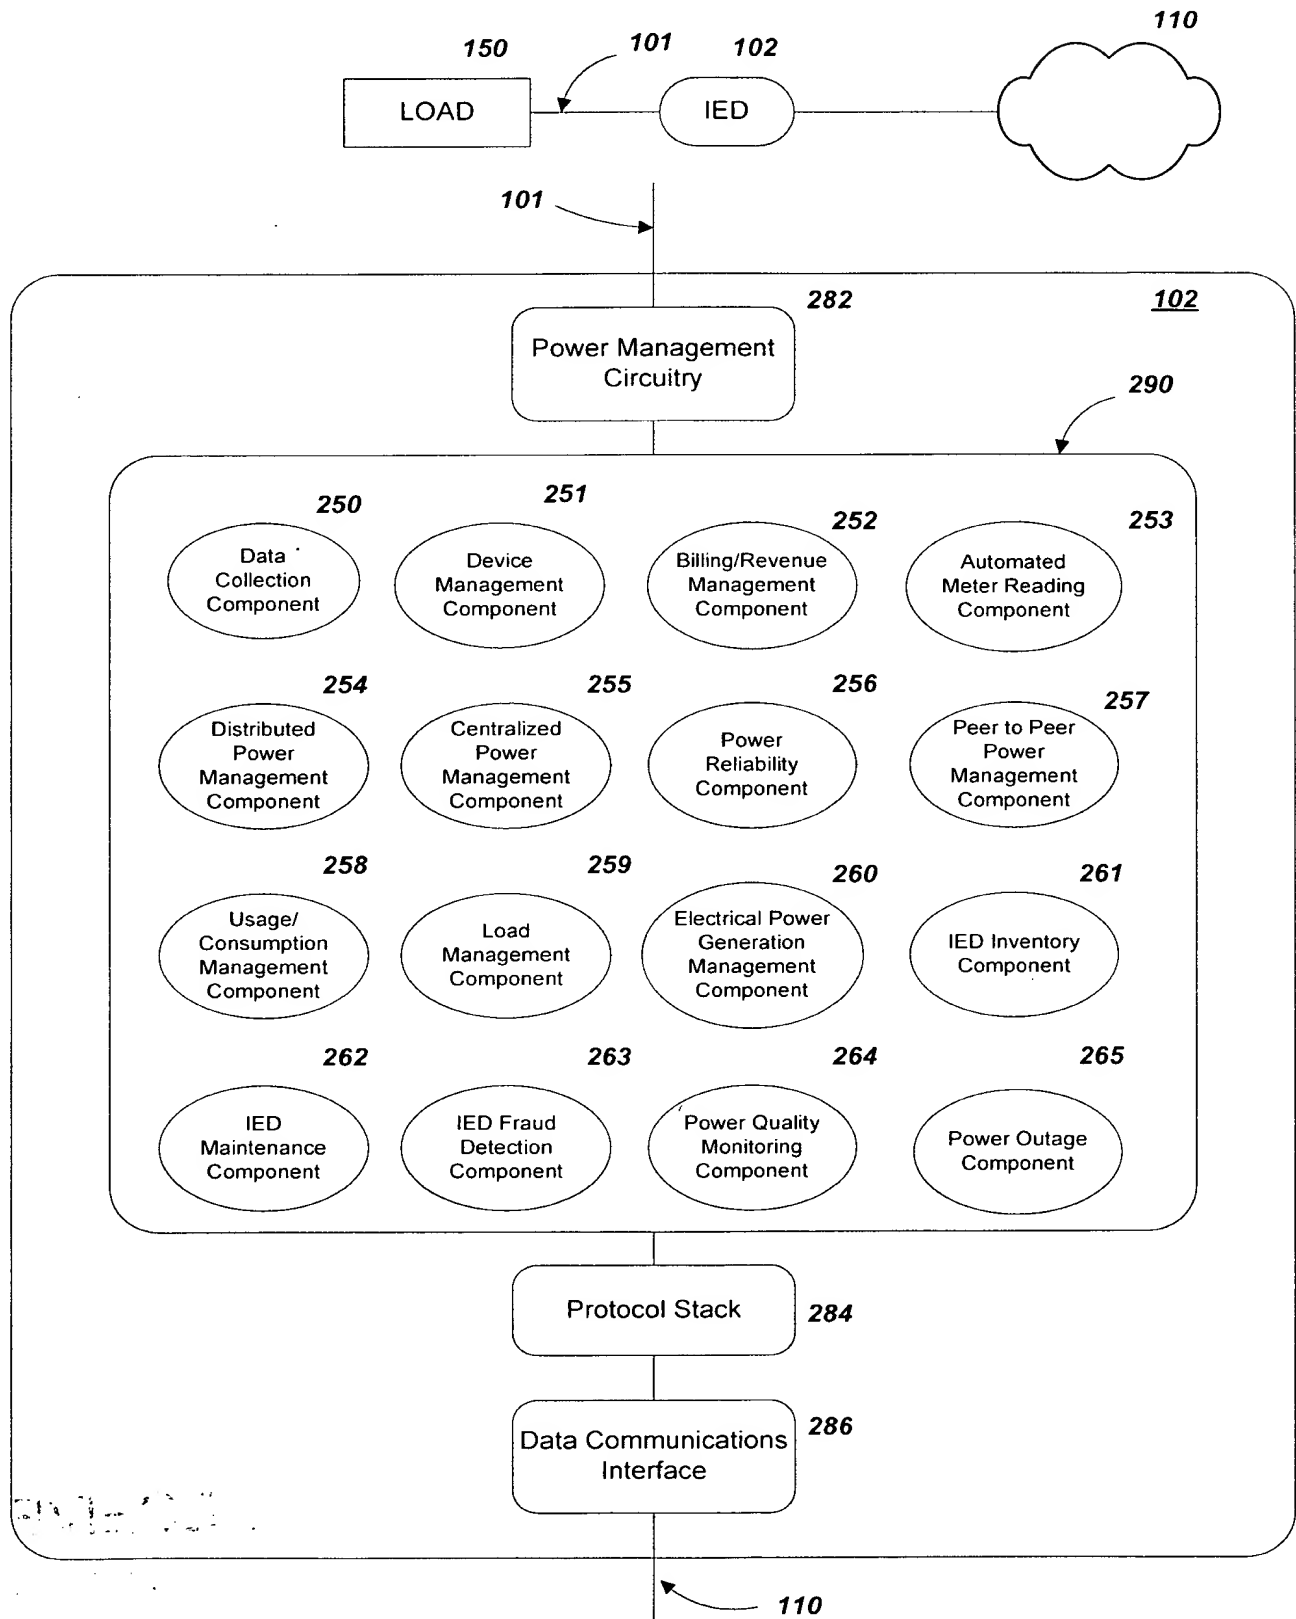 150
101
102
110
LOAD
IED
101
282
102
Power Management
Circuitry
290
250
251
252
253
Data
Collection
Component
Device
Management
Component
Billing/Revenue
Management
Component
Automated
Meter Reading
Component
254
255
256
257
Distributed
Power
Management
Component
Centralized
Power
Management
Component
Power
Reliability
Component
Peer to Peer
Power
Management
Component
258
259
260
261
Usage/
Consumption
Management
Component
Load
Management
Component
Electrical Power
Generation
Management
Component
IED Inventory
Component
262
263
264
265
IED
Maintenance
Component
IED Fraud
Detection
Component
Power Quality
Monitoring
Component
Power Outage
Component
Protocol Stack
284
Data Communications
Interface
286
110